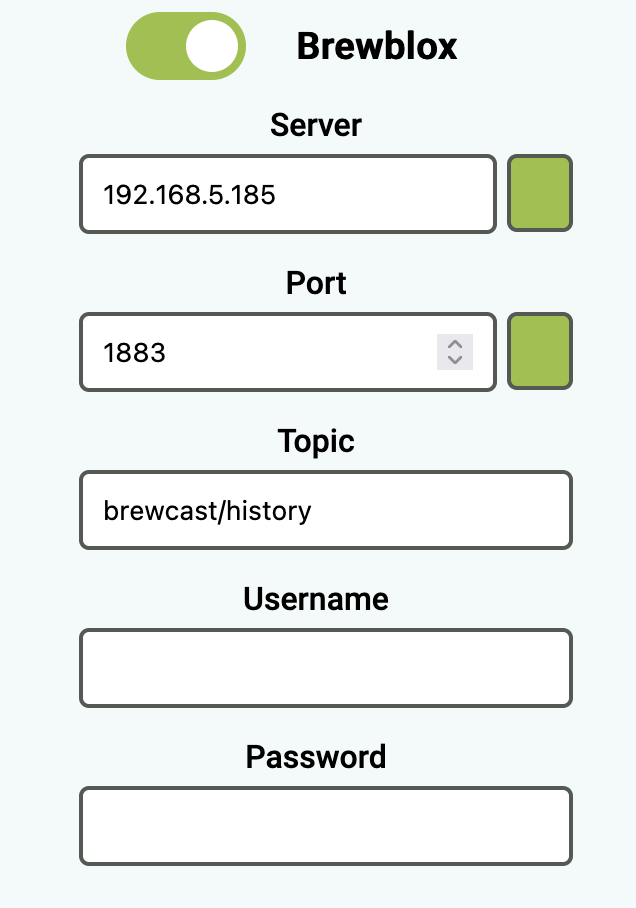 Brewblox
Server
192.168.5.185
Port
1883
Topic
brewcast/history
Username
Password